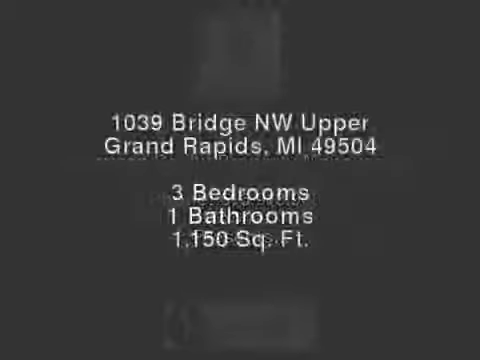 1039 Bridge NW Upper
Grand Rapids, MI 49504
3 Bedrooms
1 Bathrooms
1,150 Sq. Ft.